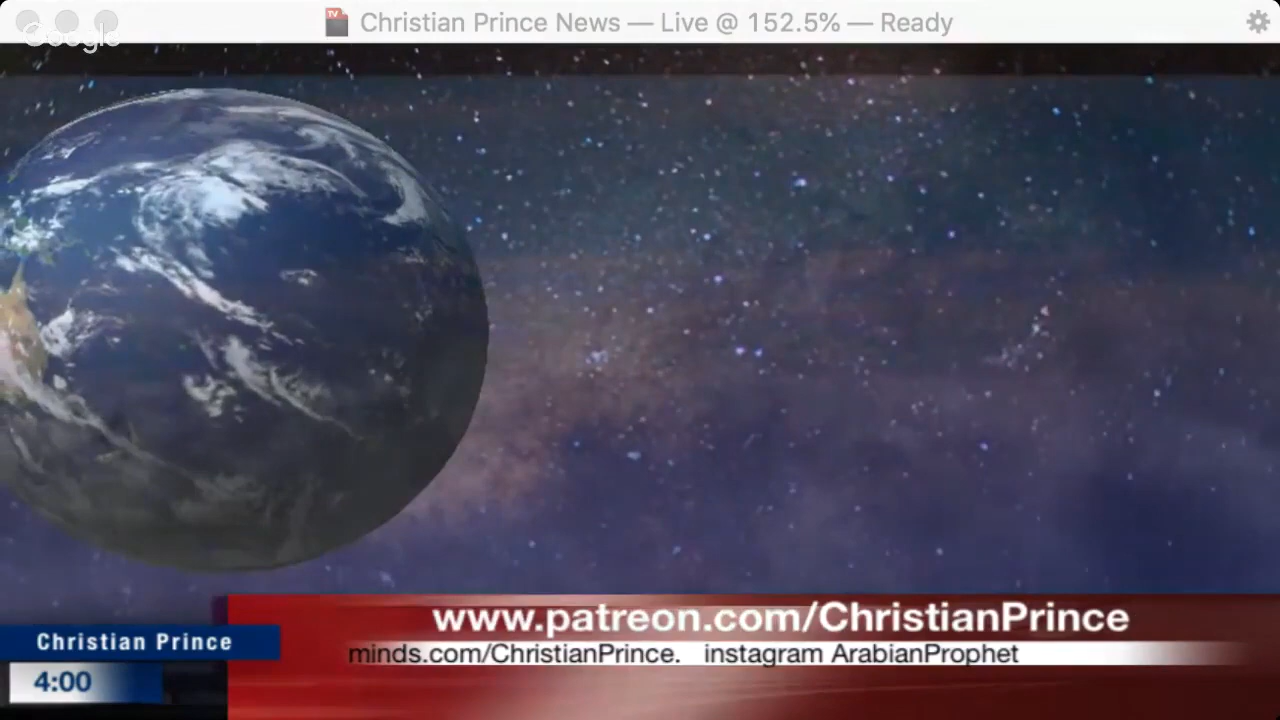 Christian Prince News — Live @ 152.5% — Ready
Google
www.patreon.com/ChristianPrince
Christian Prince
minds.com/ChristianPrince. instagram ArabianProphet
4:00